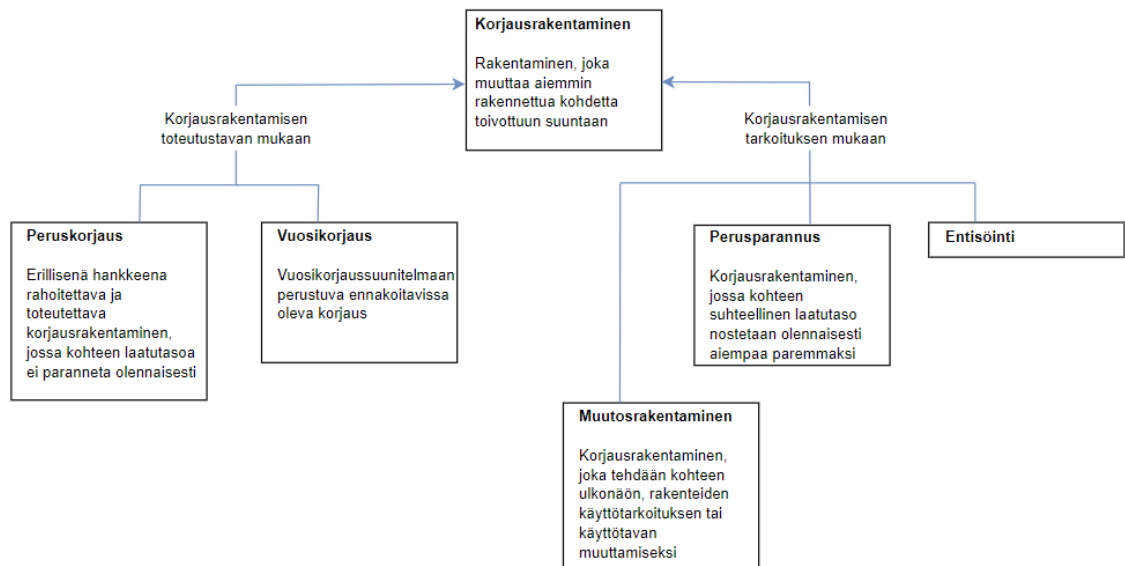 Korjausrakentaminen
Rakentaminen, joka
muuttaa aiemmin
rakennettua kohdetta
toivottuun suuntaan
Korjausrakentamisen
toteutustavan mukaan
Korjausrakentamisen
tarkoituksen mukaan
Peruskorjaus
Erillisenä hankkeena
rahoitettava ja
toteutettava
korjausrakentaminen,
jossa kohteen laatutasoa
ei paranneta olennaisesti
Vuosikorjaus
Vuosikorjaussuunitelmaan
perustuva ennakoitavissa
oleva korjaus
Perusparannus
Korjausrakentaminen,
jossa kohteen
suhteellinen laatutaso
nostetaan olennaisesti
aiempaa paremmaksi
Entisöinti
Muutosrakentaminen
Korjausrakentaminen,
joka tehdään kohteen
ulkonäön, rakenteiden
käyttötarkoituksen tai
käyttötavan
muuttamiseksi